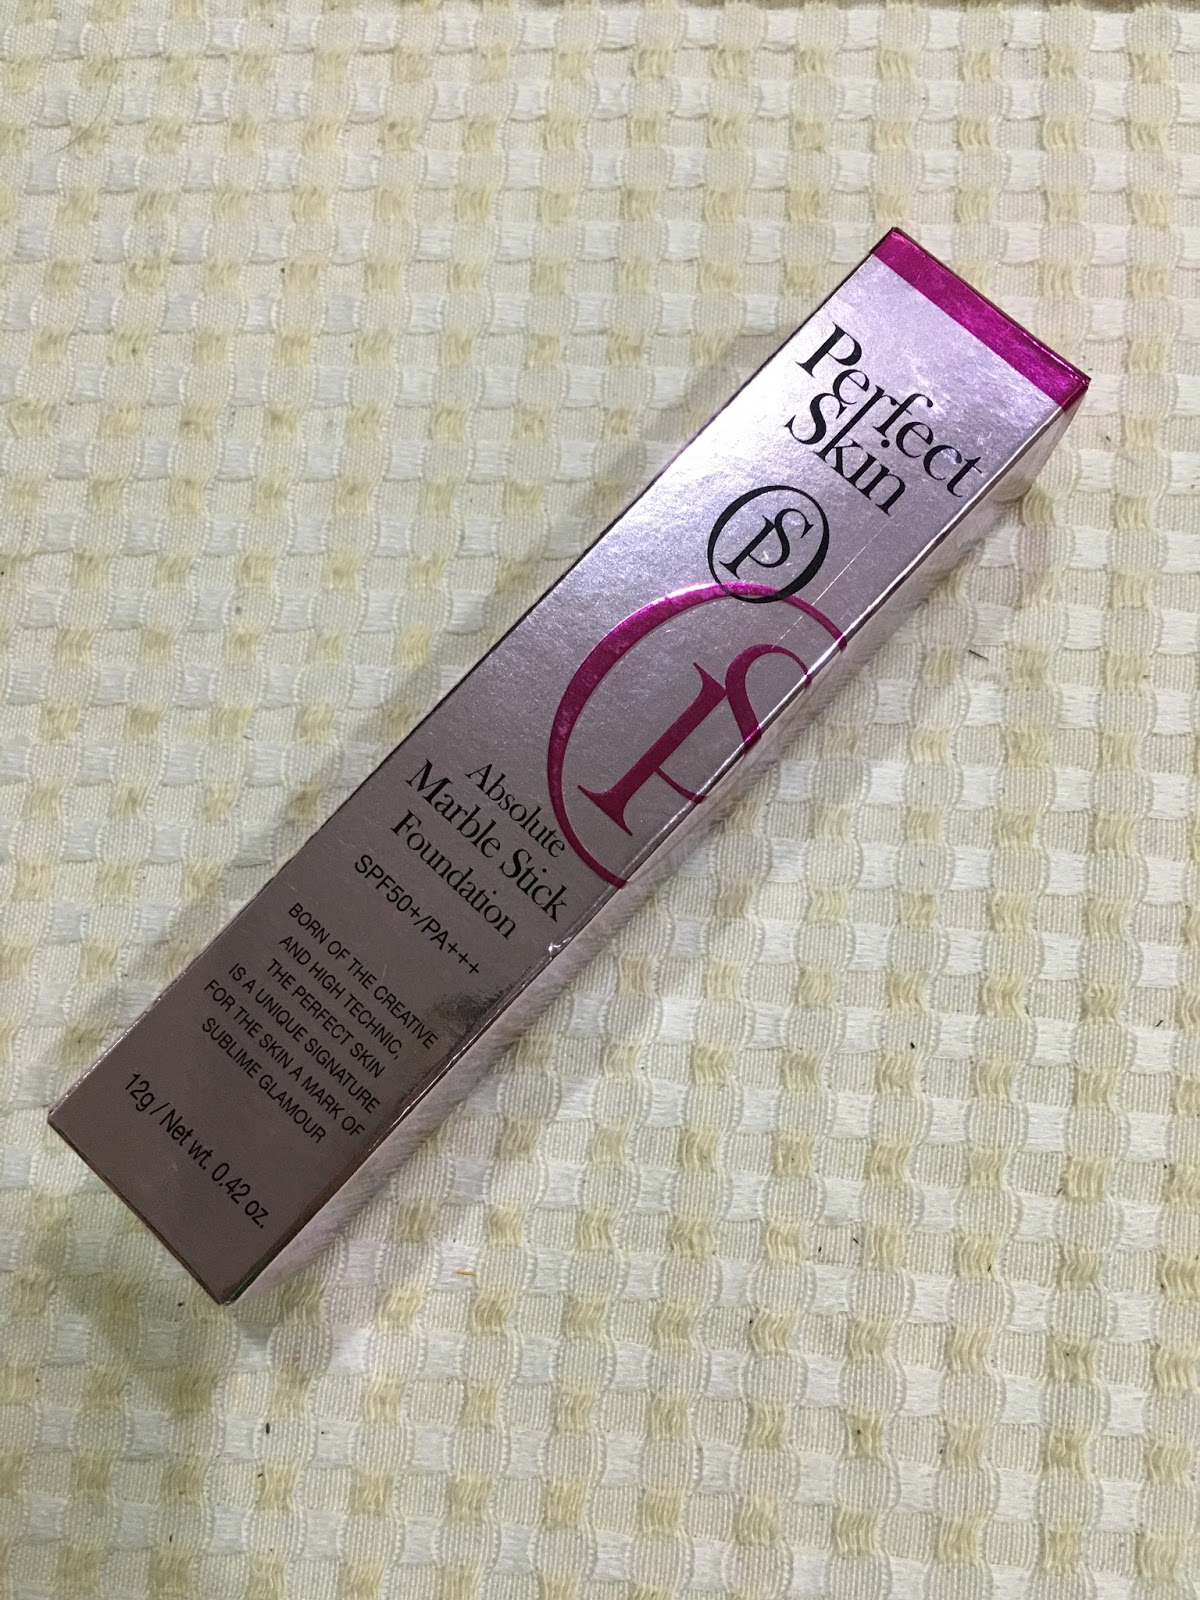 Perfect
Skin
PS
PS
Absolute
Marble Stick
Foundation
SPF50+/PA+++
BORN OF THE CREATIVE
AND HIGH TECHNIC,
THE PERFECT SKIN
IS A UNIQUE SIGNATURE
FOR THE SKIN A MARK OF
SUBLIME GLAMOUR
12g / Net wt. 0.42 oz.